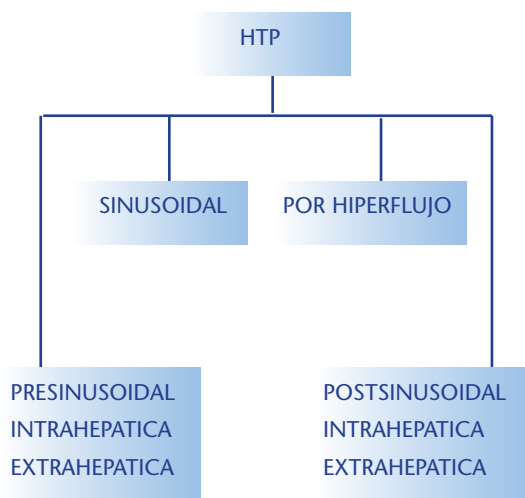 HTP
SINUSOIDAL
POR HIPERFLUJO
PRESINUSOIDAL
INTRAHEPATICA
EXTRAHEPATICA
POSTSINUSOIDAL
INTRAHEPATICA
EXTRAHEPATICA